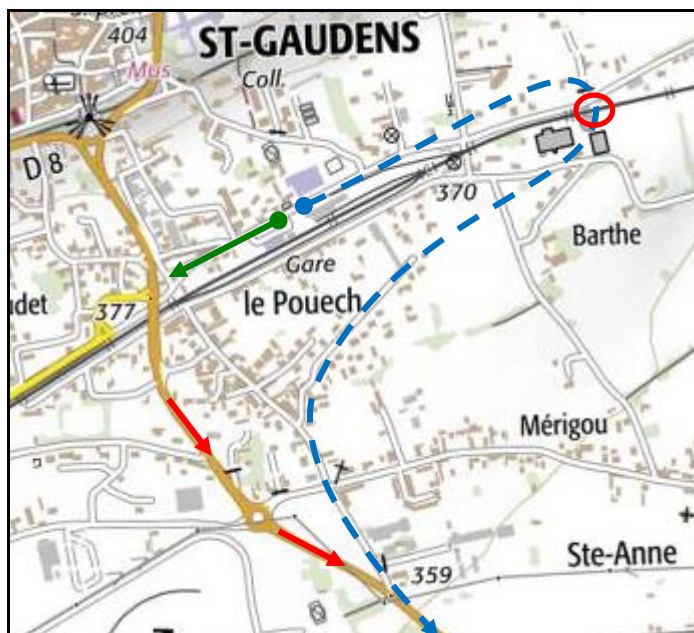 404
ST-GAUDENS
Mus
Coll.
D 8
370
Barthe
Gare
le Pouech
377
udet
Mérigou
Ste-Anne
359